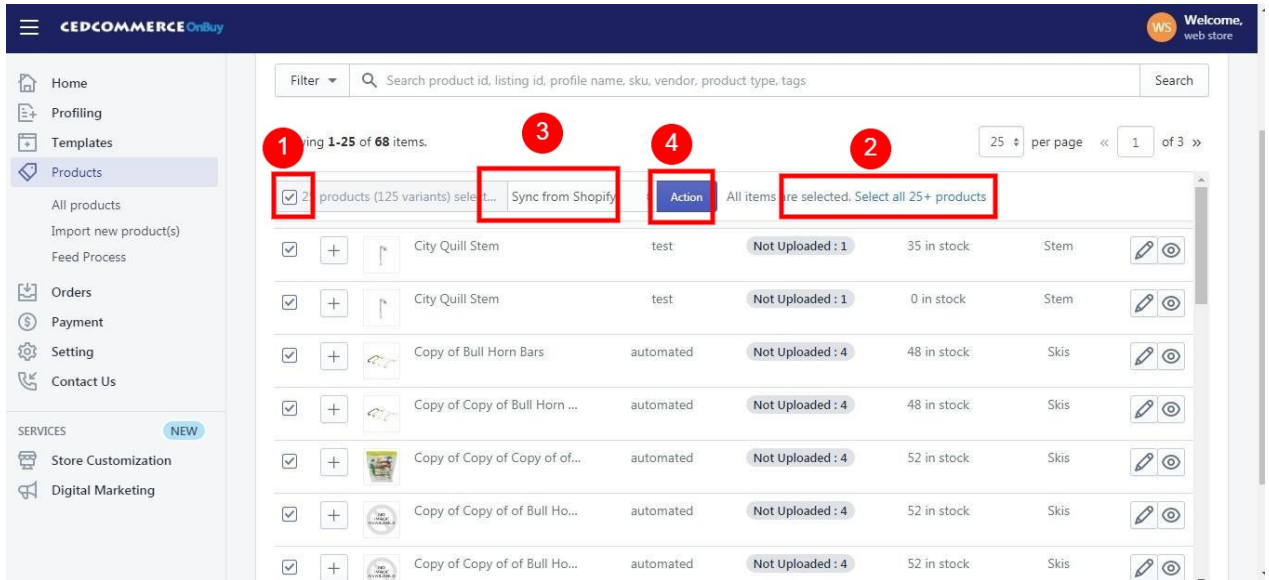 CEDCOMMERCE OnBuy
WS
Welcome,
web store
Home
Profiling
Templates
Products
All products
Import new product(s)
Feed Process
Orders
Payment
Setting
Contact Us
SERVICES NEW
Store Customization
Digital Marketing
Filter Search product id, listing id, profile name, sku, vendor, product type, tags Search
1 3 4 2
ing 1-25 of 68 items. 25 per page « 1 of 3 »
products (125 variants) select... Sync from Shopify Action All items are selected. Select all 25+ products
City Quill Stem test Not Uploaded : 1 35 in stock Stem
City Quill Stem test Not Uploaded : 1 0 in stock Stem
Copy of Bull Horn Bars automated Not Uploaded : 4 48 in stock Skis
Copy of Copy of Bull Horn ... automated Not Uploaded : 4 48 in stock Skis
Copy of Copy of Copy of of... automated Not Uploaded : 4 52 in stock Skis
Copy of Copy of of Bull Ho... automated Not Uploaded : 4 52 in stock Skis
Copy of Copy of of Bull Ho... automated Not Uploaded : 4 52 in stock Skis